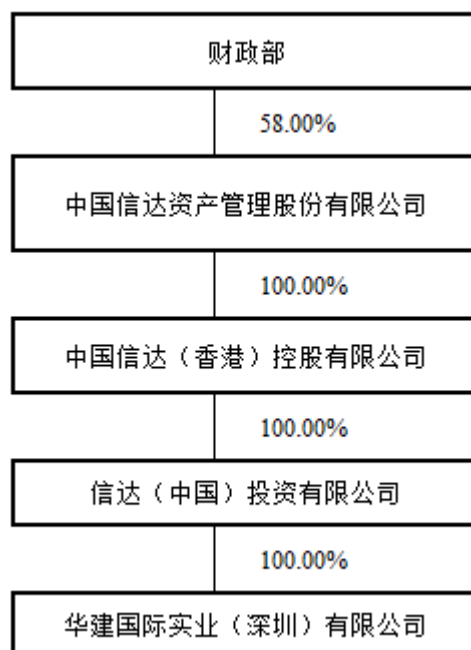 财政部
58.00%
中国信达资产管理股份有限公司
100.00%
中国信达（香港）控股有限公司
100.00%
信达（中国）投资有限公司
100.00%
华建国际实业（深圳）有限公司